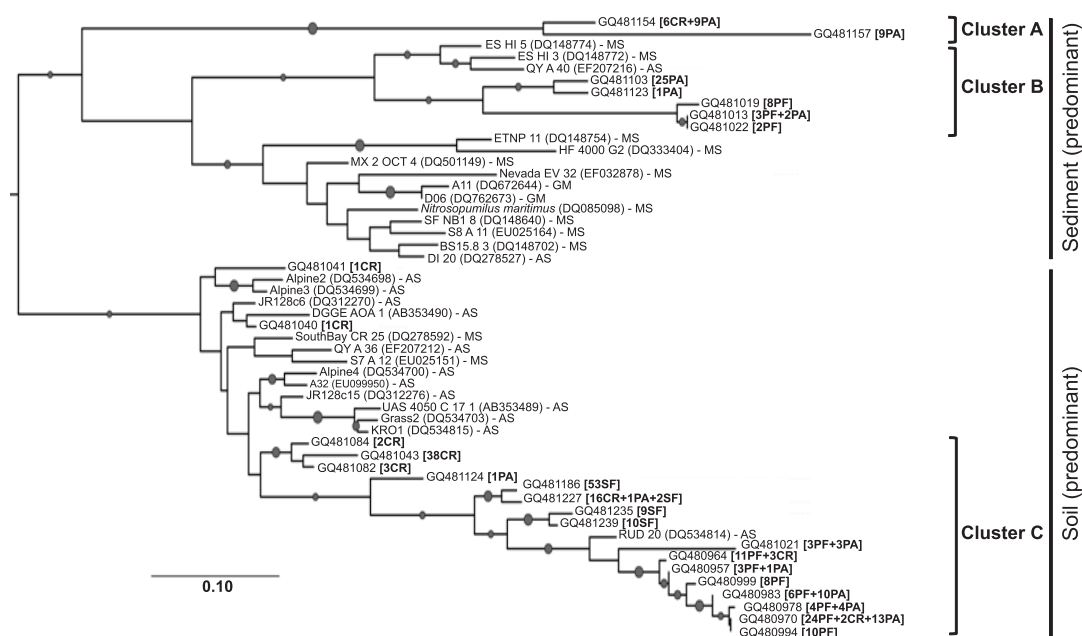 GQ481154 [6CR+9PA]
GQ481157 [9PA]
ES HI 5 (DQ148774) - MS
ES HI 3 (DQ148772) - MS
QY A 40 (EF207216) - AS
GQ481103 [25PA]
GQ481123 [1PA]
GQ481019 [8PF]
GQ481013 [3PF+2PA]
GQ481022 [2PF]
ETNP 11 (DQ148754) - MS
HF 4000 G2 (DQ333404) - MS
MX 2 OCT 4 (DQ501149) - MS
Nevada EV 32 (EF032878) - MS
A11 (DQ672644) - GM
D06 (DQ762673) - GM
Nitrosopumilus maritimus (DQ085098) - MS
SF NB1 8 (DQ148640) - MS
S8 A 11 (EU025164) - MS
BS15.8 3 (DQ148702) - MS
DI 20 (DQ278527) - AS
GQ481041 [1CR]
Alpine2 (DQ534698) - AS
Alpine3 (DQ534699) - AS
JR128c6 (DQ312270) - AS
DGGE AOA 1 (AB353490) - AS
GQ481040 [1CR]
SouthBay CR 25 (DQ278592) - MS
QY A 36 (EF207212) - AS
S7 A 12 (EU025151) - MS
Alpine4 (DQ534700) - AS
A32 (EU099950) - AS
JR128c15 (DQ312276) - AS
UAS 4050 C 17 1 (AB353489) - AS
Grass2 (DQ534703) - AS
KRO1 (DQ534815) - AS
GQ481084 [2CR]
GQ481043 [38CR]
GQ481082 [3CR]
GQ481124 [1PA]
GQ481186 [53SF]
GQ481227 [16CR+1PA+2SF]
GQ481235 [9SF]
GQ481239 [10SF]
RUD 20 (DQ534814) - AS
GQ481021 [3PF+3PA]
GQ480964 [11PF+3CR]
GQ480957 [3PF+1PA]
GQ480999 [8PF]
GQ480983 [6PF+10PA]
GQ480978 [4PF+4PA]
GQ480970 [24PF+2CR+13PA]
GQ480994 [10PF]
0.10
Cluster A
Cluster B
Cluster C
Sediment (predominant)
Soil (predominant)